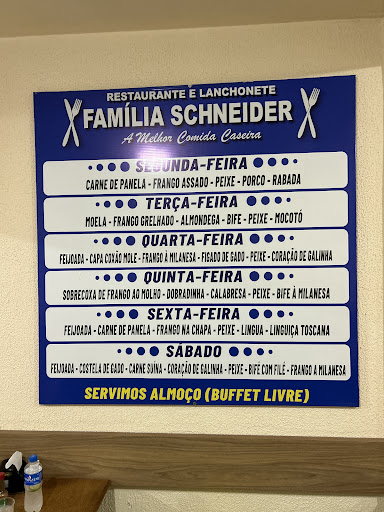 RESTAURANTE E LANCHONETE
FAMÍLIA SCHNEIDER
A Melhor Comida Caseira
SEGUNDA-FEIRA
CARNE DE PANELA - FRANGO ASSADO - PEIXE - PORCO - RABADA
TERÇA-FEIRA
MOELA - FRANGO GRELHADO - ALMONDEGA - BIFE - PEIXE - MOCOTÓ
QUARTA-FEIRA
FEIJOADA - CAPA COXÃO MOLE - FRANGO À MILANESA - FIGADO DE GADO - PEIXE - CORAÇÃO DE GALINHA
QUINTA-FEIRA
SOBRECOXA DE FRANGO AO MOLHO - DOBRADINHA - CALABRESA - PEIXE - BIFE À MILANESA
SEXTA-FEIRA
FEIJOADA - CARNE DE PANELA - FRANGO NA CHAPA - PEIXE - LINGUA - LINGUIÇA TOSCANA
SÁBADO
FEIJOADA - COSTELA DE GADO - CARNE SUINA - CORAÇÃO DE GALINHA - PEIXE - BIFE COM FILÉ - FRANGO A MILANESA
SERVIMOS ALMOÇO (BUFFET LIVRE)